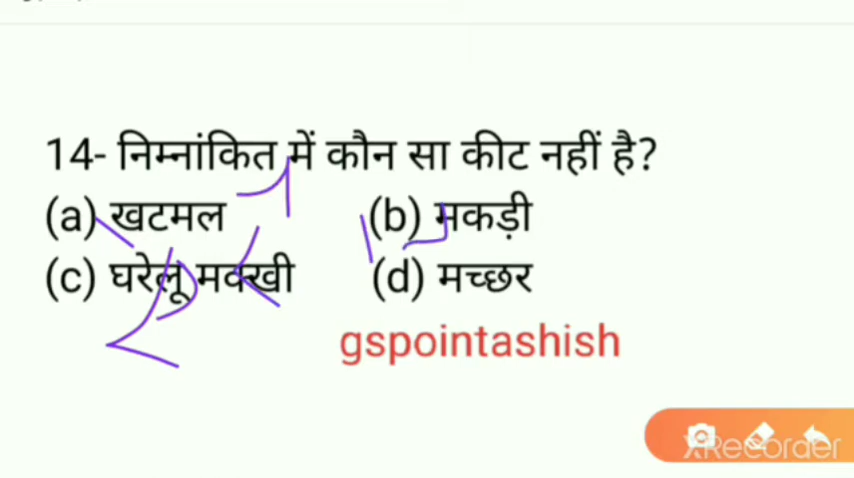 14- निम्नांकित में कौन सा कीट नहीं है?
(a) खटमल (b) मकड़ी
(c) घरेलू मक्खी (d) मच्छर
gspointashish
XRecorder